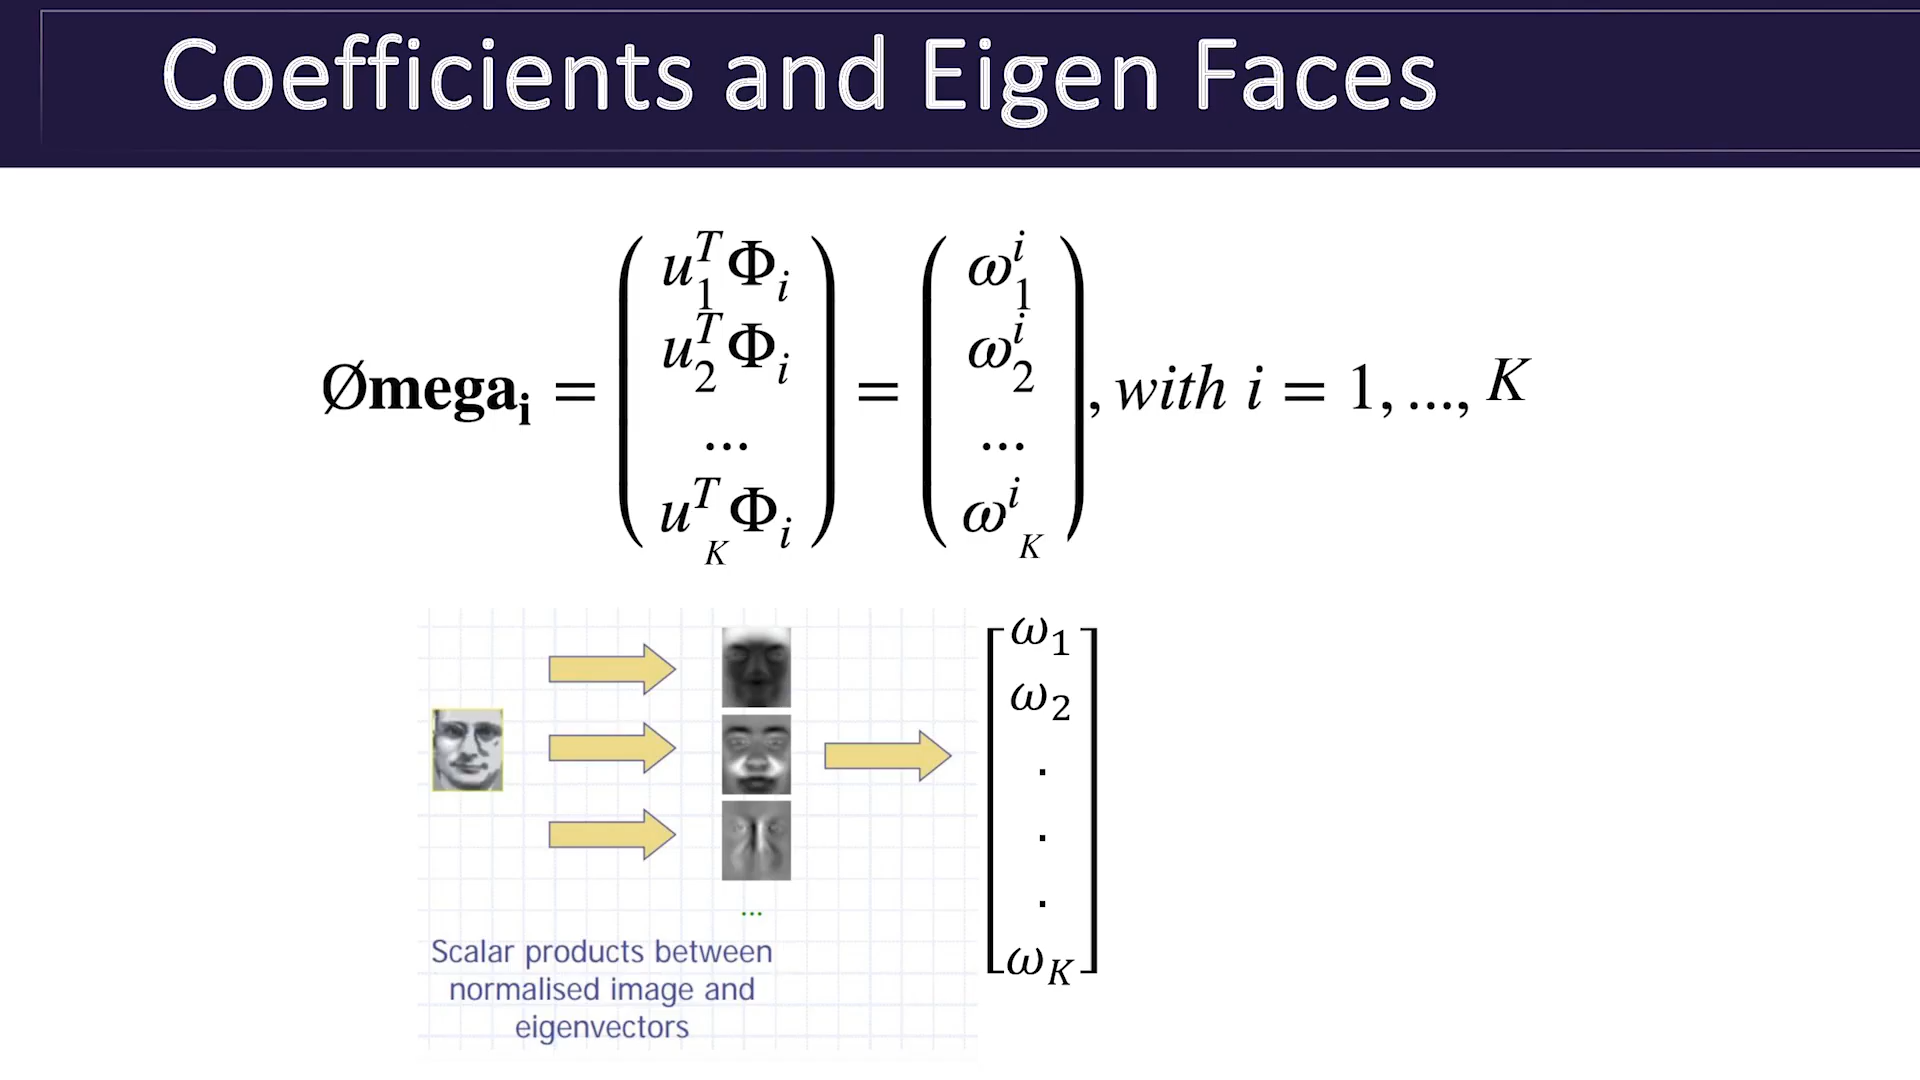 Coefficients and Eigen Faces
Ømegaᵢ = ( u₁ᵀΦᵢ u₂ᵀΦᵢ ... u_KᵀΦᵢ ) = ( ω₁ⁱ ω₂ⁱ ... ω_Kⁱ ), with i = 1, ..., K
ω₁
ω₂
.
.
.
ω_K
...
Scalar products between
normalised image and
eigenvectors